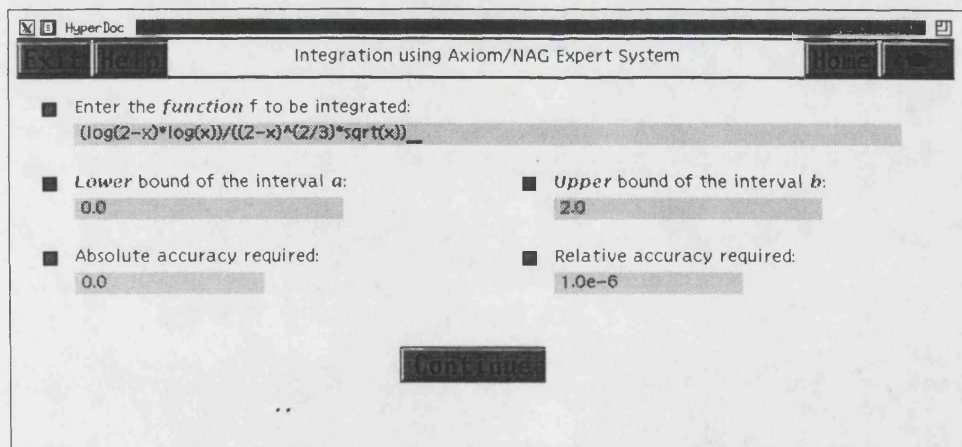 HyperDoc
Exit Help Integration using Axiom/NAG Expert System Home
Enter the function f to be integrated:
(log(2-x)*log(x))/((2-x)^(2/3)*sqrt(x))_
Lower bound of the interval a: Upper bound of the interval b:
0.0 2.0
Absolute accuracy required: Relative accuracy required:
0.0 1.0e-6
Continue